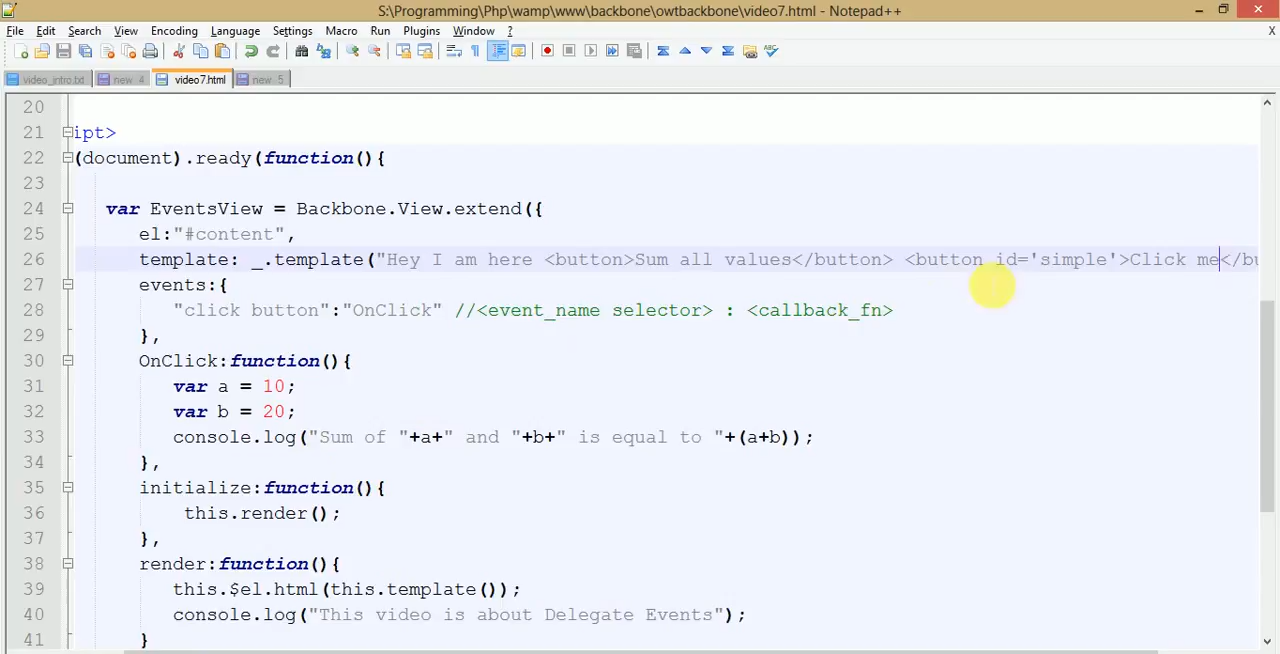 S:\Programming\Php\wamp\www\backbone\owtbackbone\video7.html - Notepad++
File Edit Search View Encoding Language Settings Macro Run Plugins Window ?
X
video_intro.txt new 4 video7.html new 5
20
21 ipt>
22 (document).ready(function(){
23
24 var EventsView = Backbone.View.extend({
25 el:"#content",
26 template: _.template("Hey I am here <button>Sum all values</button> <button id='simple'>Click me</bu
27 events:{
28 "click button":"OnClick" //<event_name selector> : <callback_fn>
29 },
30 OnClick:function(){
31 var a = 10;
32 var b = 20;
33 console.log("Sum of "+a+" and "+b+" is equal to "+(a+b));
34 },
35 initialize:function(){
36 this.render();
37 },
38 render:function(){
39 this.$el.html(this.template());
40 console.log("This video is about Delegate Events");
41 }